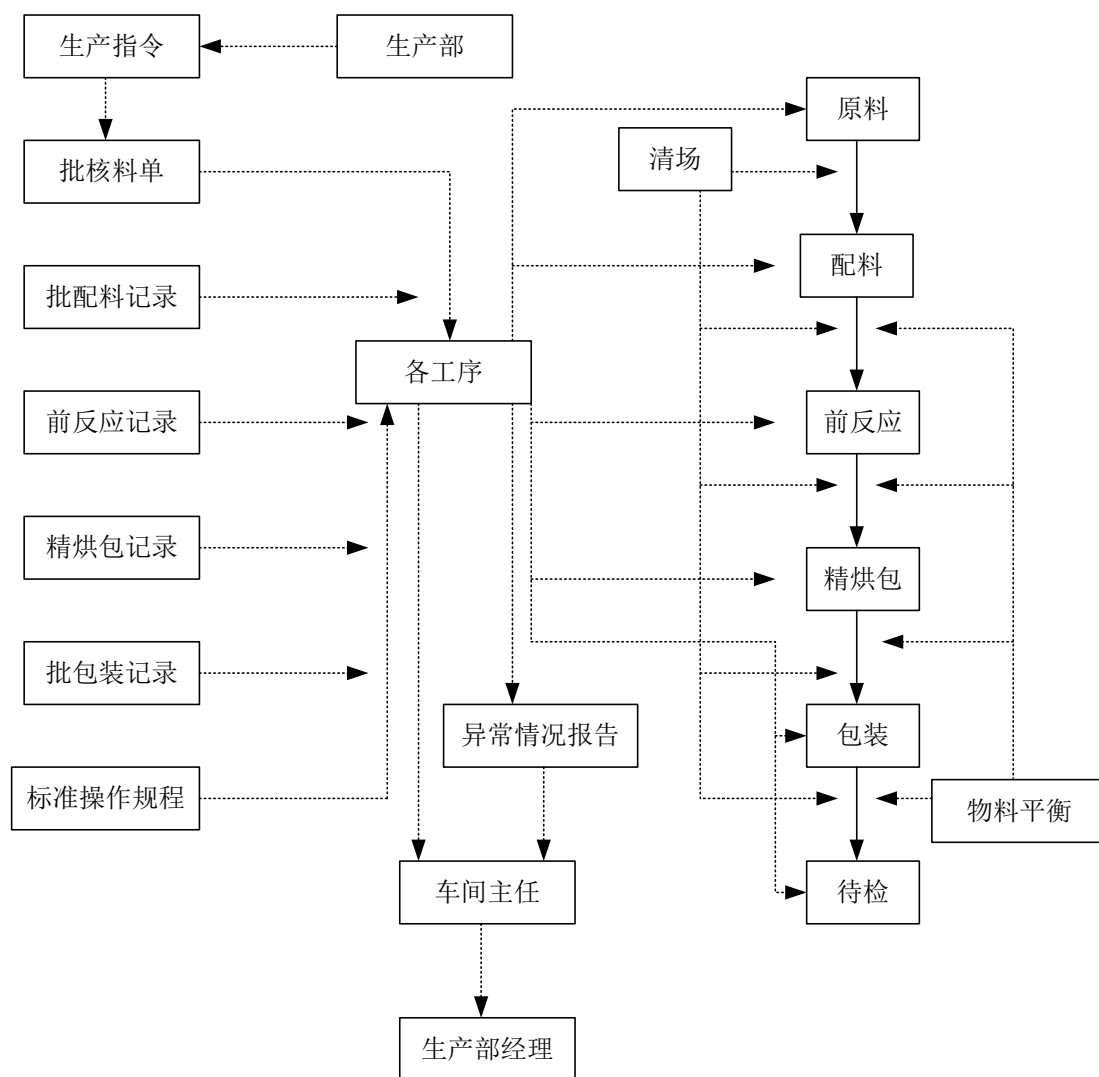 生产指令
生产部
原料
清场
批核料单
配料
批配料记录
各工序
前反应记录
前反应
精烘包记录
精烘包
批包装记录
异常情况报告
包装
标准操作规程
物料平衡
车间主任
待检
生产部经理